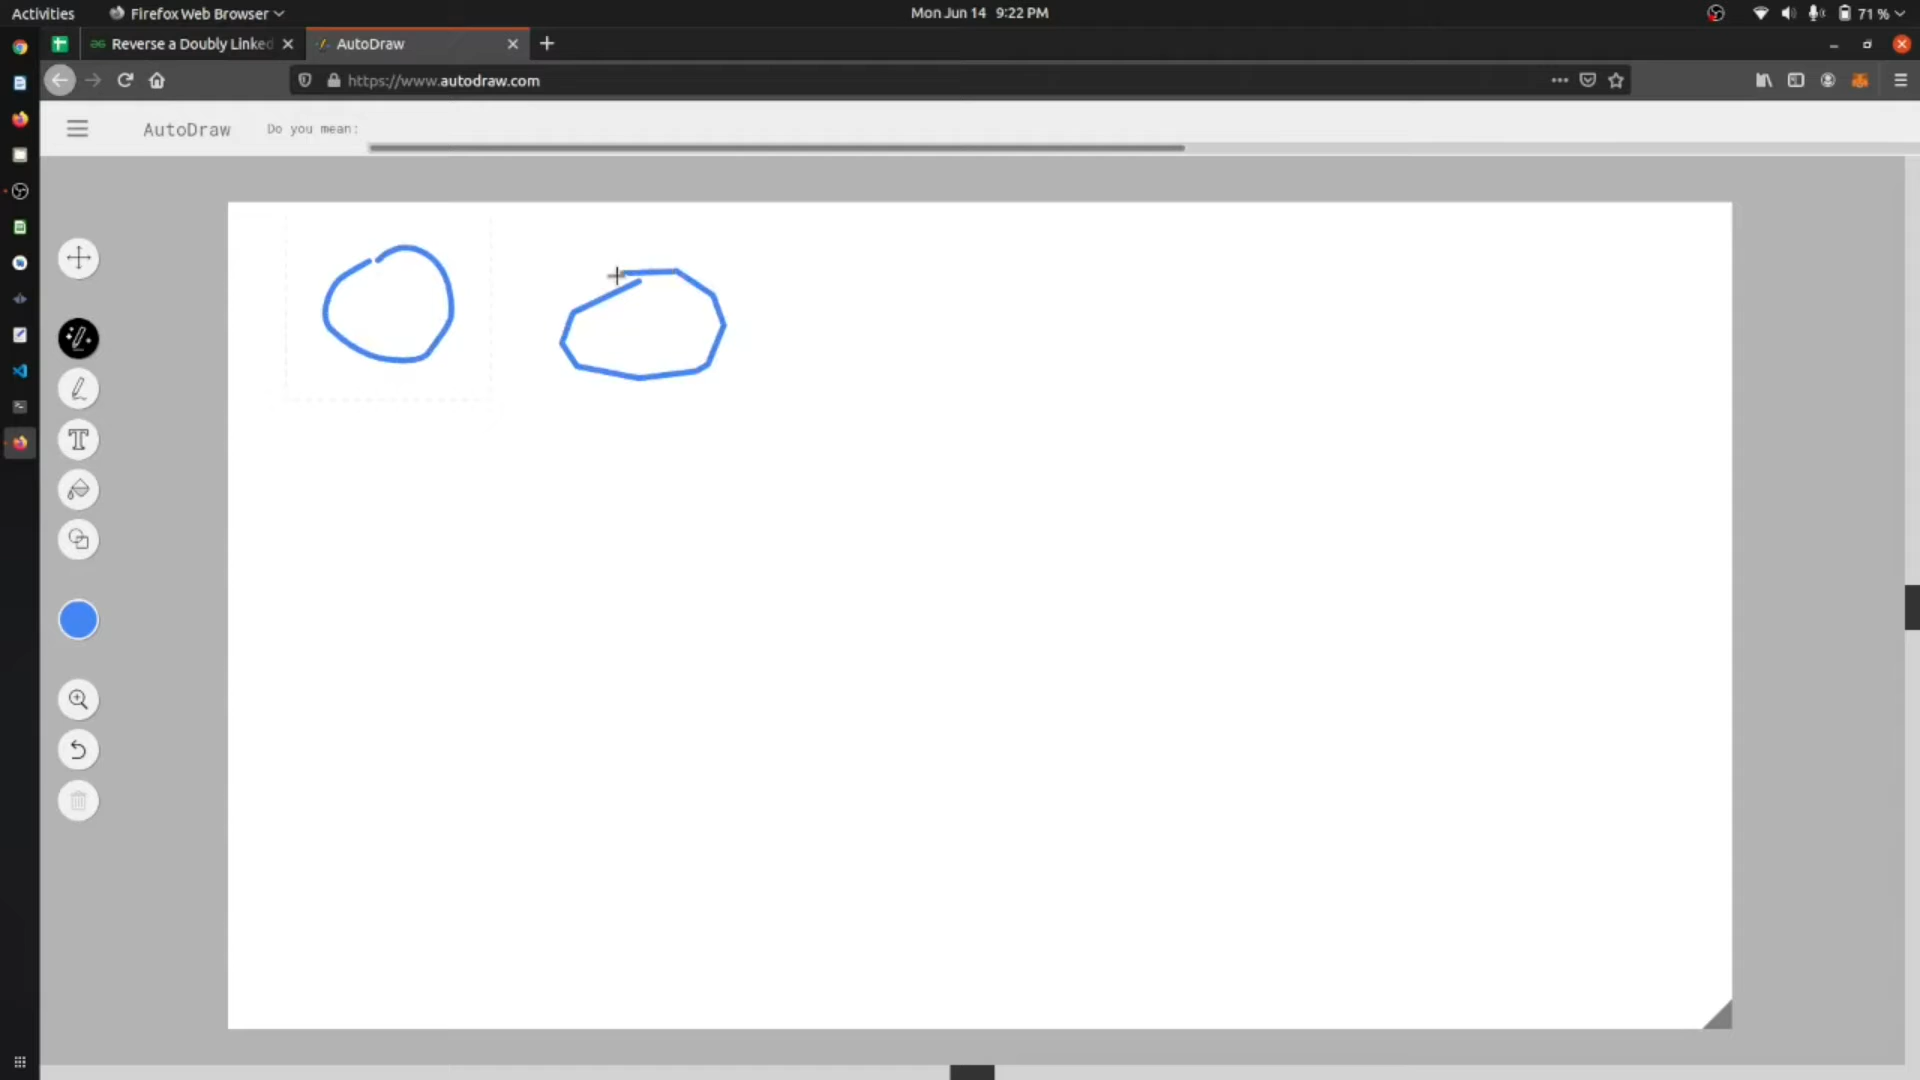 Activities Firefox Web Browser Mon Jun 14 9:22 PM 71 %
Reverse a Doubly Linked AutoDraw
https://www.autodraw.com
AutoDraw Do you mean:
T